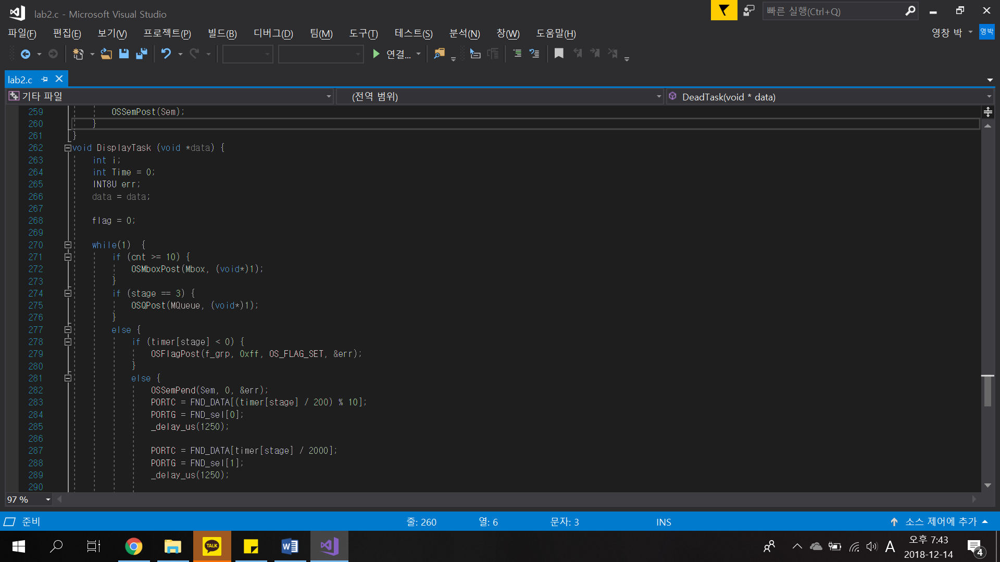 lab2.c - Microsoft Visual Studio
빠른 실행(Ctrl+Q)
파일(F) 편집(E) 보기(V) 프로젝트(P) 빌드(B) 디버그(D) 팀(M) 도구(T) 테스트(S) 분석(N) 창(W) 도움말(H)
영창 박 영박
연결...
lab2.c
기타 파일 (전역 범위) DeadTask(void * data)
259 OSSemPost(Sem);
260 }
261 }
262 void DisplayTask (void *data) {
263 int i;
264 int Time = 0;
265 INT8U err;
266 data = data;
267
268 flag = 0;
269
270 while(1) {
271 if (cnt >= 10) {
272 OSMboxPost(Mbox, (void*)1);
273 }
274 if (stage == 3) {
275 OSQPost(MQueue, (void*)1);
276 }
277 else {
278 if (timer[stage] < 0) {
279 OSFlagPost(f_grp, 0xff, OS_FLAG_SET, &err);
280 }
281 else {
282 OSSemPend(Sem, 0, &err);
283 PORTC = FND_DATA[(timer[stage] / 200) % 10];
284 PORTG = FND_sel[0];
285 _delay_us(1250);
286
287 PORTC = FND_DATA[timer[stage] / 2000];
288 PORTG = FND_sel[1];
289 _delay_us(1250);
290
97 %
준비 줄: 260 열: 6 문자: 3 INS 소스 제어에 추가
TALK
A
오후 7:43
2018-12-14
4